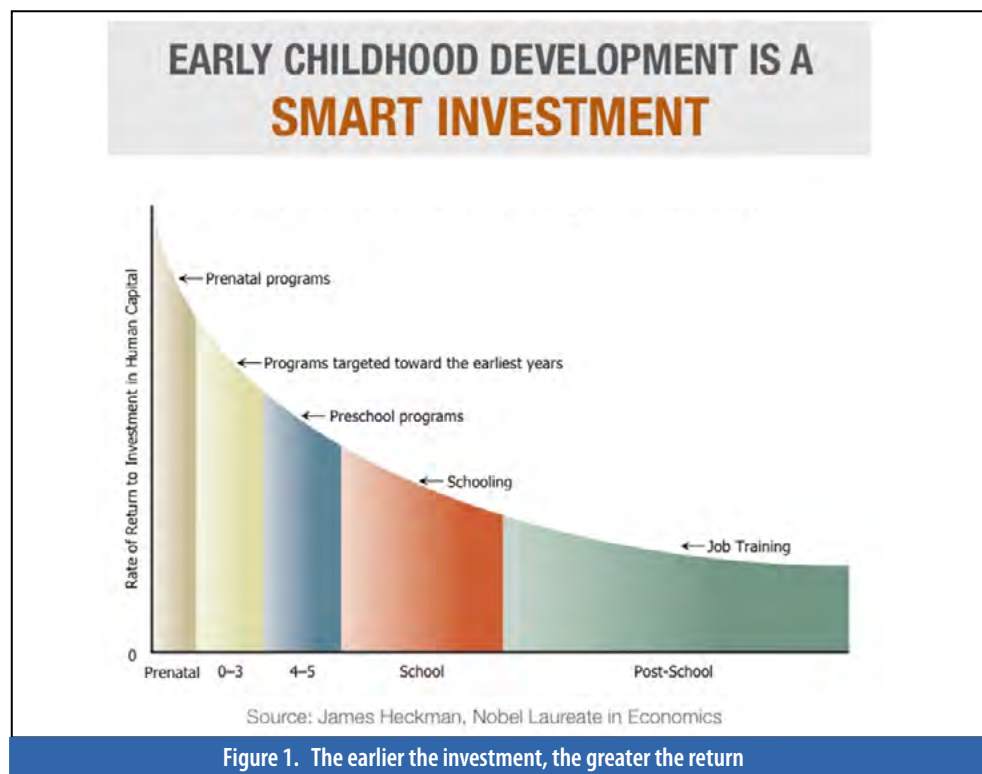 EARLY CHILDHOOD DEVELOPMENT IS A
SMART INVESTMENT
Rate of Return to Investment in Human Capital
Prenatal programs
Programs targeted toward the earliest years
Preschool programs
Schooling
Job Training
0
Prenatal 0–3 4–5 School Post-School
Source: James Heckman, Nobel Laureate in Economics
Figure 1. The earlier the investment, the greater the return